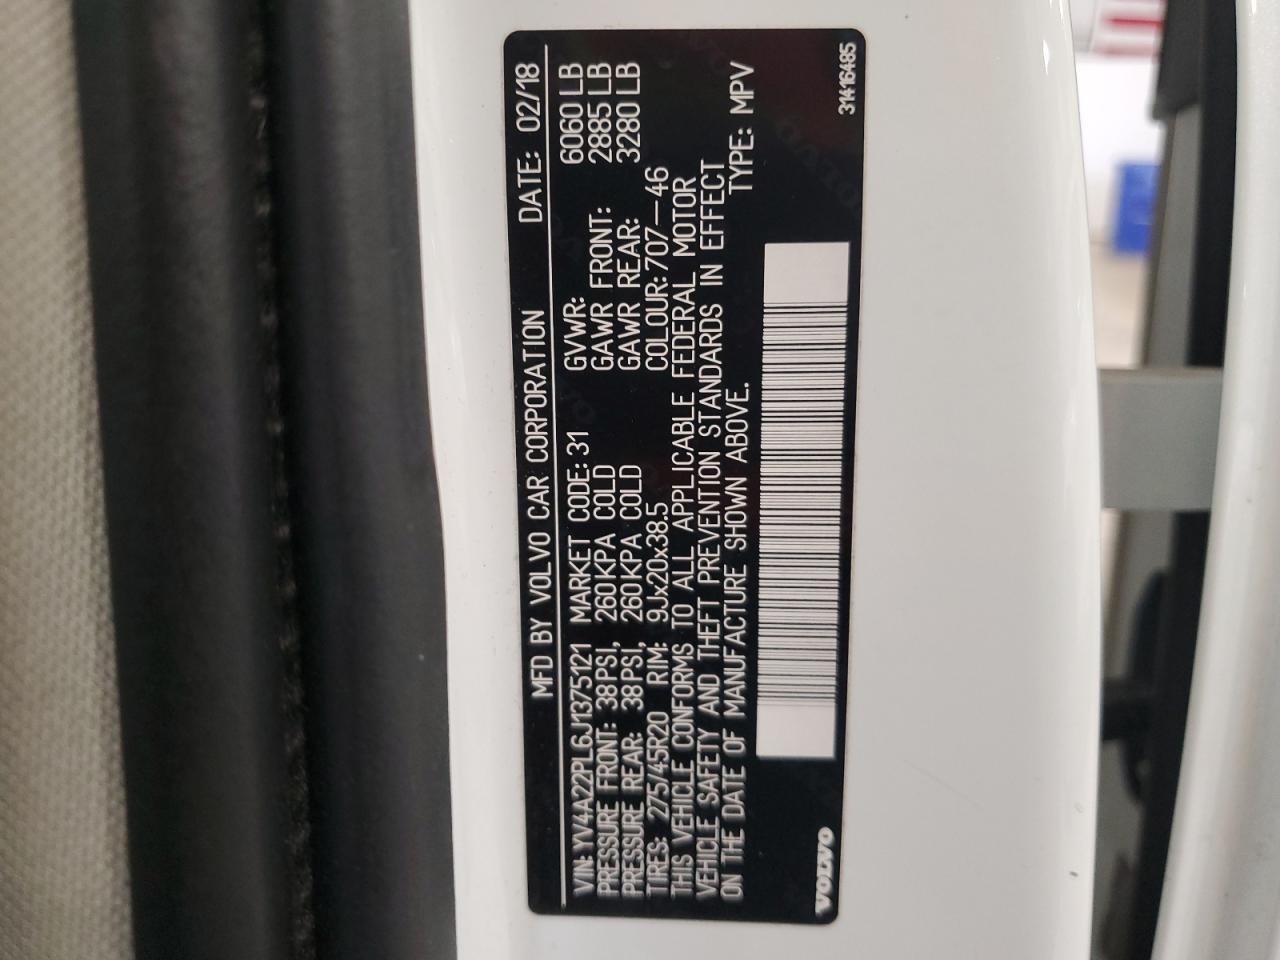 MFD BY VOLVO CAR CORPORATION DATE: 02/18
VIN: YV4A22PL6J1375121 MARKET CODE: 31 GVWR: 6060 LB
PRESSURE FRONT: 38PSI, 260KPA COLD GAWR FRONT: 2885 LB
PRESSURE REAR: 38PSI, 260KPA COLD GAWR REAR: 3280 LB
TIRES: 275/45R20 RIM: 9Jx20x38.5 COLOUR: 707—46
THIS VEHICLE CONFORMS TO ALL APPLICABLE FEDERAL MOTOR
VEHICLE SAFETY AND THEFT PREVENTION STANDARDS IN EFFECT
ON THE DATE OF MANUFACTURE SHOWN ABOVE. TYPE: MPV
VOLVO 31416485